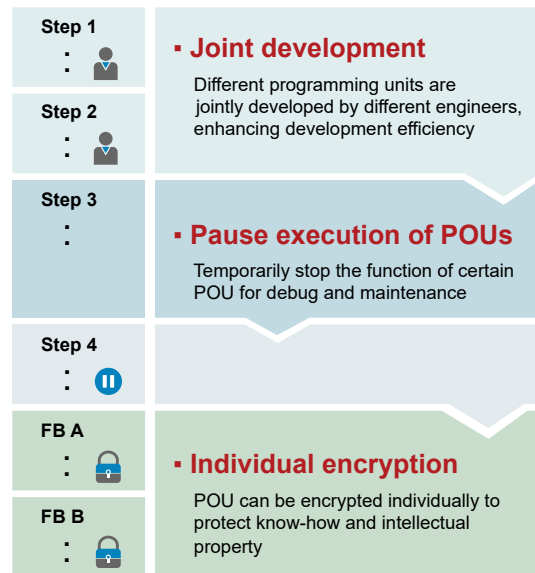 Step 1
:
Step 2
:
▪ Joint development
Different programming units are
jointly developed by different engineers,
enhancing development efficiency
Step 3
:
▪ Pause execution of POUs
Temporarily stop the function of certain
POU for debug and maintenance
Step 4
:
FB A
:
FB B
:
▪ Individual encryption
POU can be encrypted individually to
protect know-how and intellectual
property